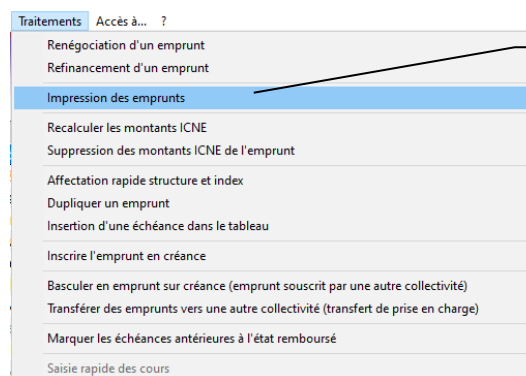 Traitements Accès à... ?
Renégociation d'un emprunt
Refinancement d'un emprunt
Impression des emprunts
Recalculer les montants ICNE
Suppression des montants ICNE de l'emprunt
Affectation rapide structure et index
Dupliquer un emprunt
Insertion d'une échéance dans le tableau
Inscrire l'emprunt en créance
Basculer en emprunt sur créance (emprunt souscrit par une autre collectivité)
Transférer des emprunts vers une autre collectivité (transfert de prise en charge)
Marquer les échéances antérieures à l'état remboursé
Saisie rapide des cours